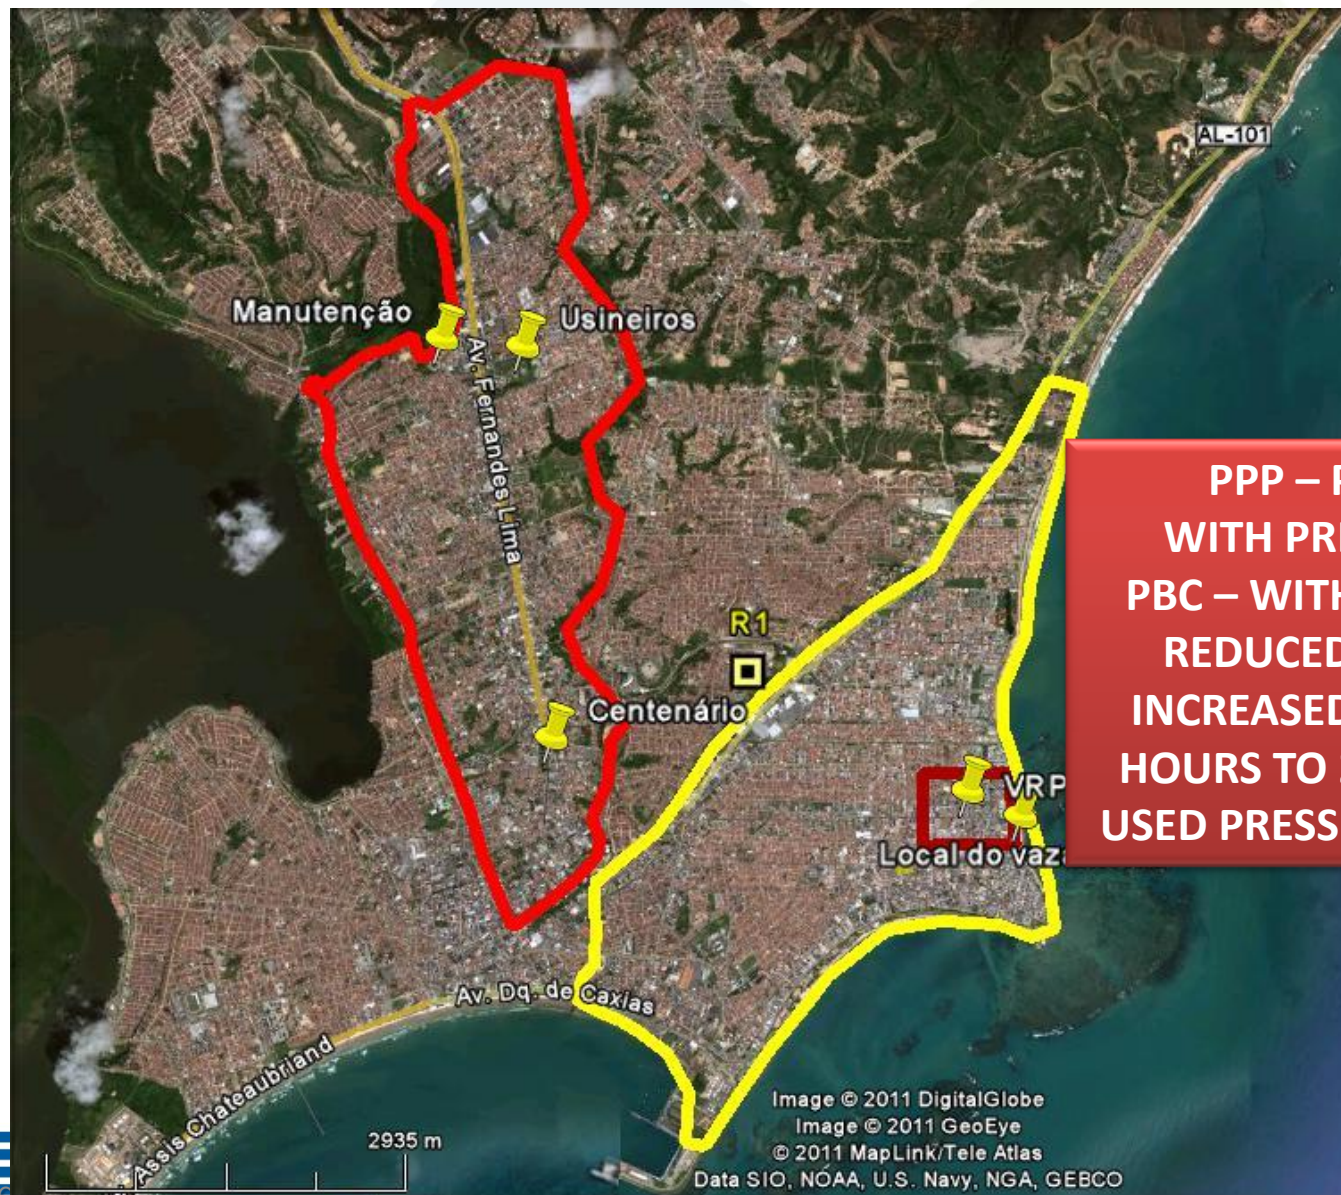 AL-101
Manutenção
Usineiros
Av. Fernandes Lima
R1
Centenário
VRP
Local do vaz
PPP –
WITH PR
PBC – WITH
REDUCED
INCREASED
HOURS TO
USED PRESS
Av. Dq. de Caxias
Assis Chateaubriand
2935 m
Image © 2011 DigitalGlobe
Image © 2011 GeoEye
© 2011 MapLink/Tele Atlas
Data SIO, NOAA, U.S. Navy, NGA, GEBCO